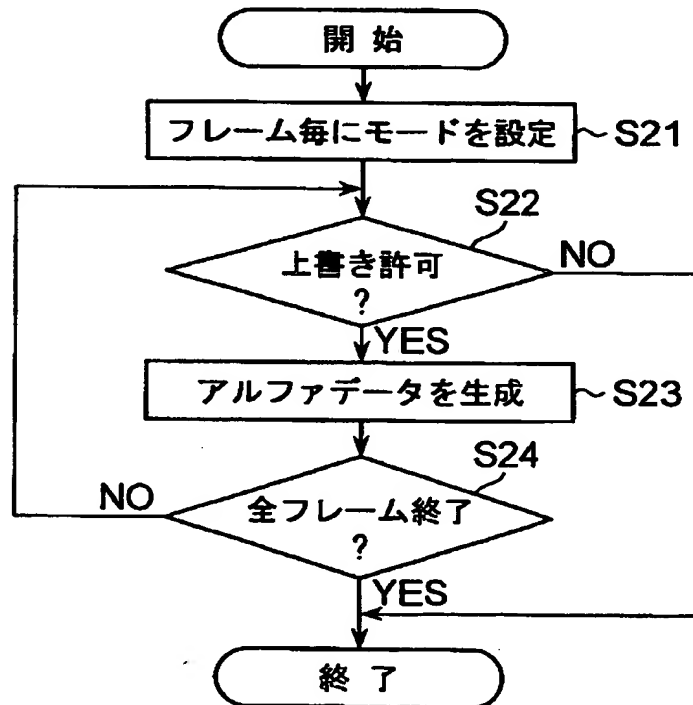 開始
フレーム毎にモードを設定
S21
S22
上書き許可
?
NO
YES
アルファデータを生成
S23
S24
全フレーム終了
?
NO
YES
終了